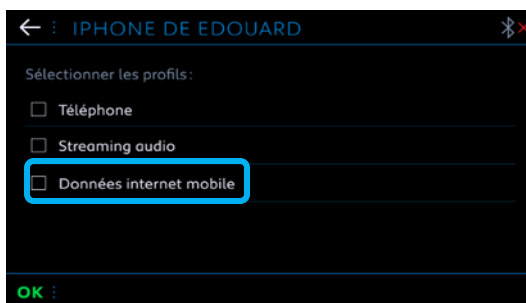 IPHONE DE EDOUARD
Sélectionner les profils :
Téléphone
Streaming audio
Données internet mobile
OK